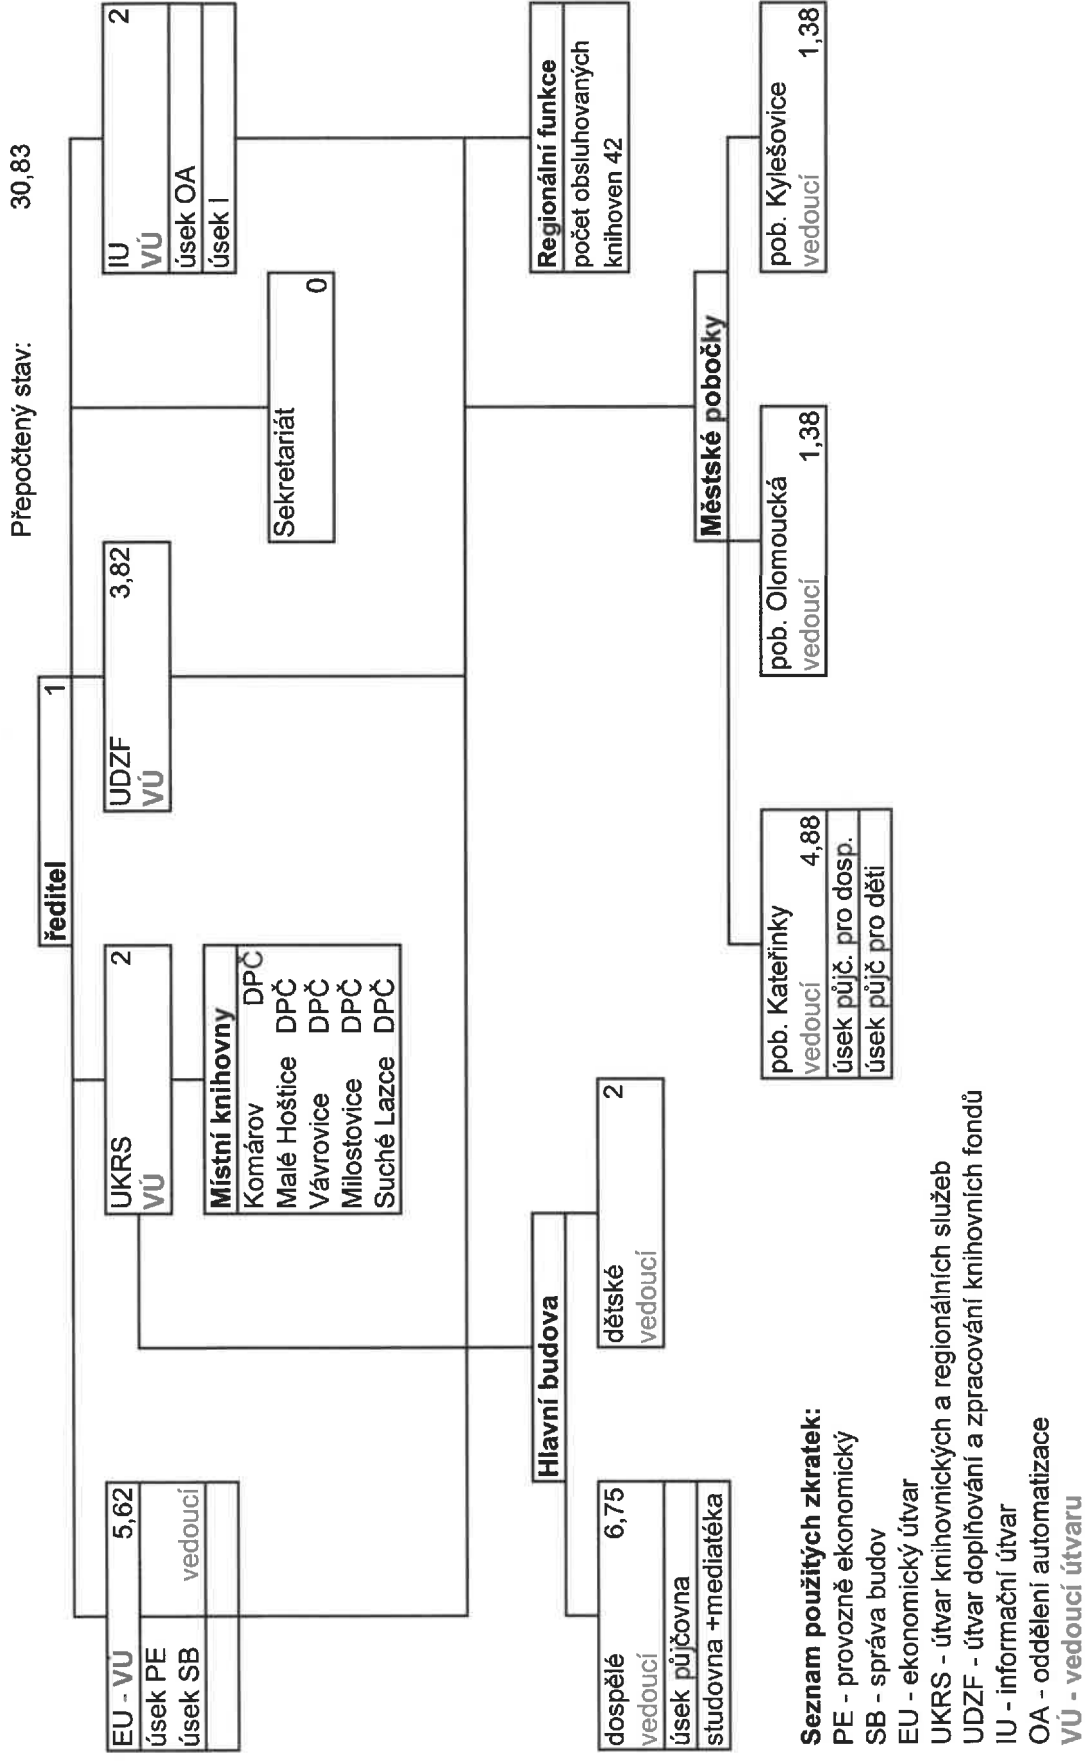 Přepočtený stav: 30,83
ředitel 1
EU - VÚ 5,62
úsek PE
úsek SB vedoucí
UKRS 2
VÚ
UDZF 3,82
VÚ
IU 2
VÚ
úsek OA
úsek I
Místní knihovny
Komárov DPČ
Malé Hoštice DPČ
Vávrovice DPČ
Milostovice DPČ
Suché Lazce DPČ
Sekretariát
0
Hlavní budova
Regionální funkce
počet obsluhovaných
knihoven 42
dospělé
vedoucí 6,75
úsek půjčovna
studovna +mediatéka
dětské 2
vedoucí
Městské pobočky
pob. Kateřinky
vedoucí 4,88
úsek půjč. pro dosp.
úsek půjč pro děti
pob. Olomoucká
vedoucí 1,38
pob. Kylešovice
vedoucí 1,38
Seznam použitých zkratek:
PE - provozně ekonomický
SB - správa budov
EU - ekonomický útvar
UKRS - útvar knihovnických a regionálních služeb
UDZF - útvar doplňování a zpracování knihovních fondů
IU - informační útvar
OA - oddělení automatizace
VÚ - vedoucí útvaru